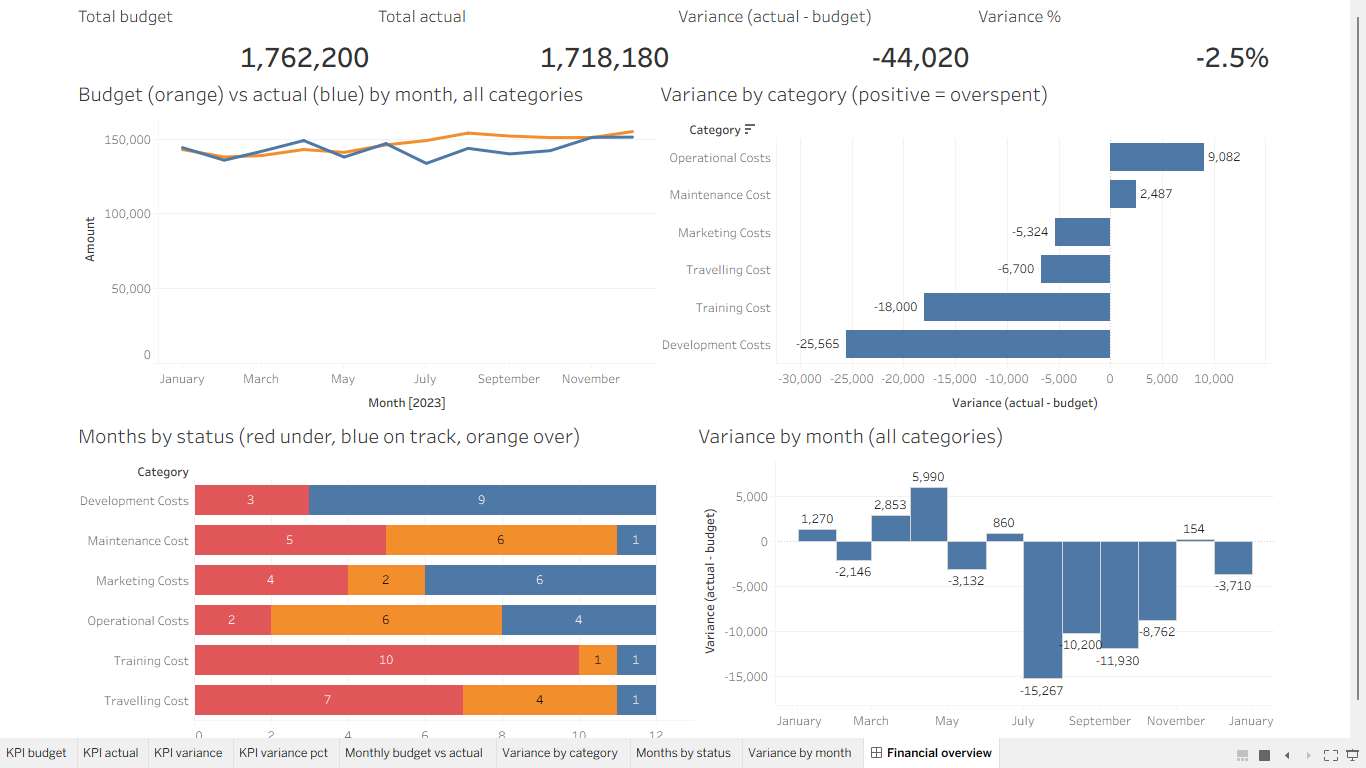 Total budget
Total actual
Variance (actual - budget)
Variance %
1,762,200
1,718,180
-44,020
-2.5%
Budget (orange) vs actual (blue) by month, all categories
150,000
100,000
50,000
0
Amount
January
March
May
July
September
November
Month [2023]
Variance by category (positive = overspent)
Category
Operational Costs
9,082
Maintenance Cost
2,487
Marketing Costs
-5,324
Travelling Cost
-6,700
Training Cost
-18,000
Development Costs
-25,565
-30,000
-25,000
-20,000
-15,000
-10,000
-5,000
0
5,000
10,000
Variance (actual - budget)
Months by status (red under, blue on track, orange over)
Category
Development Costs
3
9
Maintenance Cost
5
6
1
Marketing Costs
4
2
6
Operational Costs
2
6
4
Training Cost
10
1
1
Travelling Cost
7
4
1
0
2
4
6
8
10
12
Variance by month (all categories)
Variance (actual - budget)
5,000
0
-5,000
-10,000
-15,000
1,270
-2,146
2,853
5,990
-3,132
860
-15,267
-10,200
-11,930
-8,762
154
-3,710
January
March
May
July
September
November
January
KPI budget
KPI actual
KPI variance
KPI variance pct
Monthly budget vs actual
Variance by category
Months by status
Variance by month
Financial overview